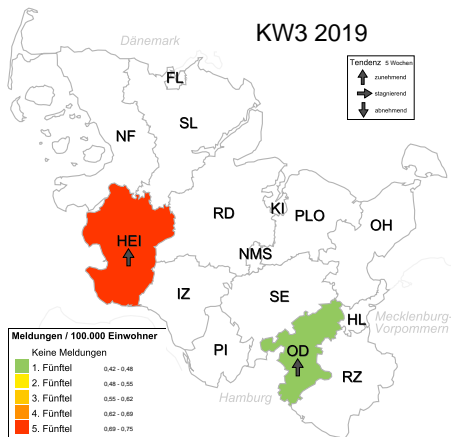 KW3 2019
Dänemark
Tendenz 5 Wochen
zunehmend
stagnierend
abnehmend
FL
SL
NF
RD
KI
PLO
OH
HEI
NMS
IZ
SE
HL
Mecklenburg-
Vorpommern
PI
OD
RZ
Hamburg
Meldungen / 100.000 Einwohner
Keine Meldungen
1. Fünftel 0,42 - 0,48
2. Fünftel 0,48 - 0,55
3. Fünftel 0,55 - 0,62
4. Fünftel 0,62 - 0,69
5. Fünftel 0,69 - 0,75